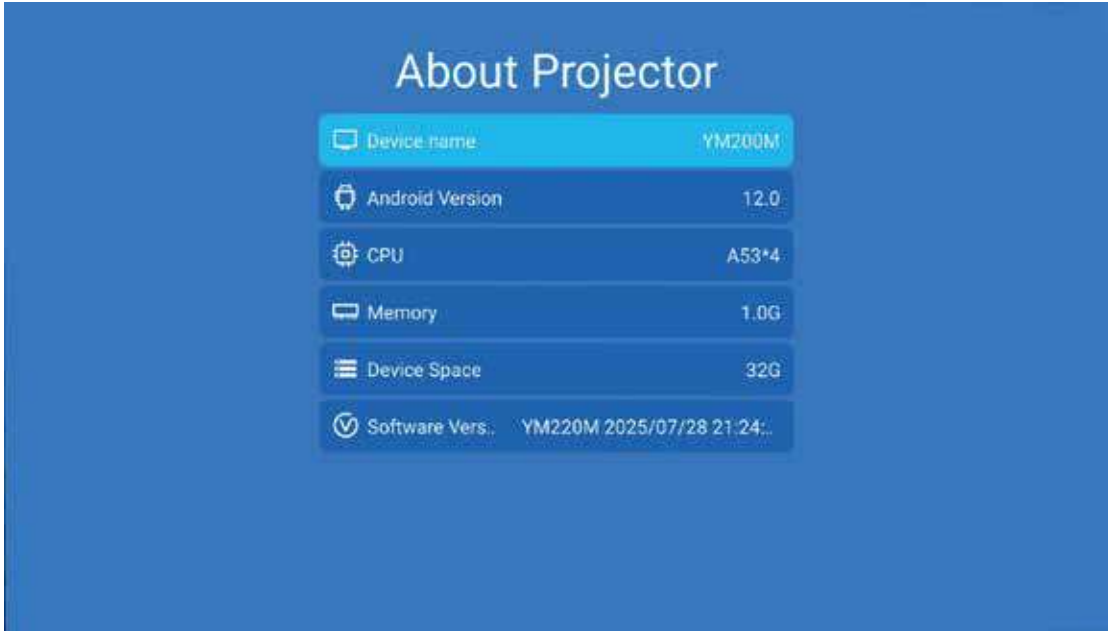 About Projector
Device name YM200M
Android Version 12.0
CPU A53*4
Memory 1.0G
Device Space 32G
Software Vers.. YM220M 2025/07/28 21:24:..